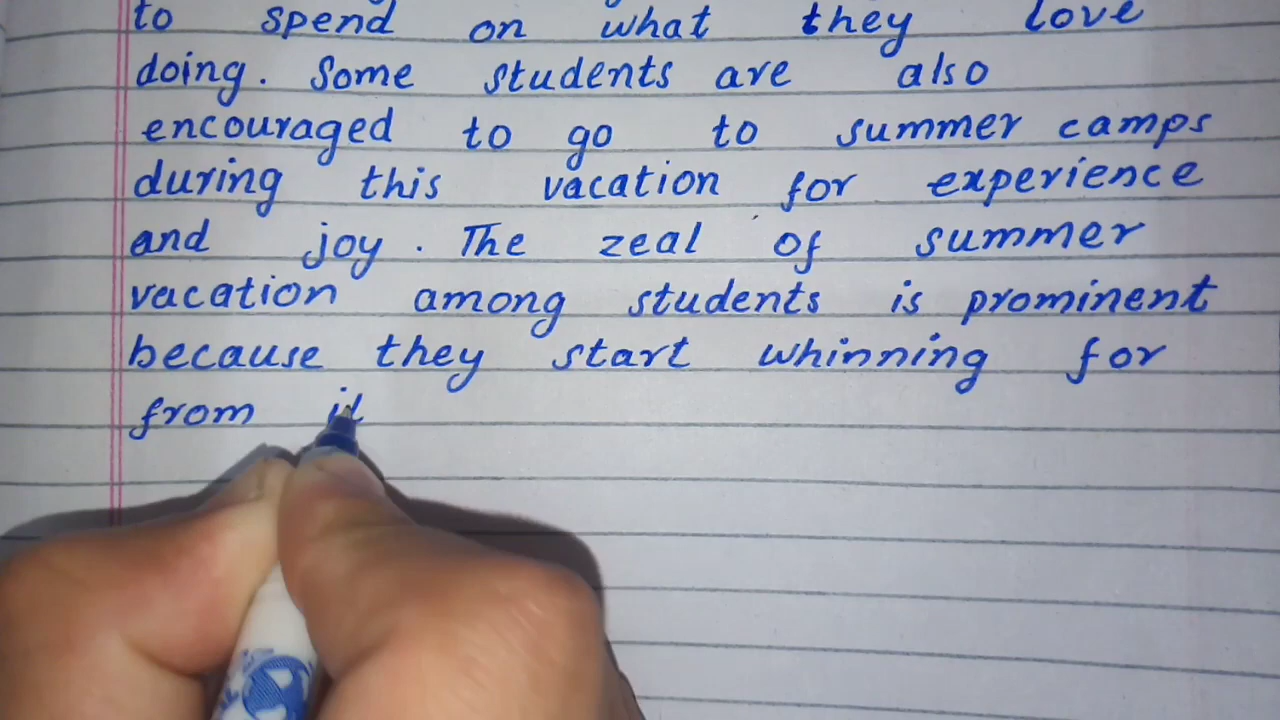 to spend on what they love
doing. Some students are also
encouraged to go to summer camps
during this vacation for experience
and joy. The zeal of summer
vacation among students is prominent
because they start whinning for
from it